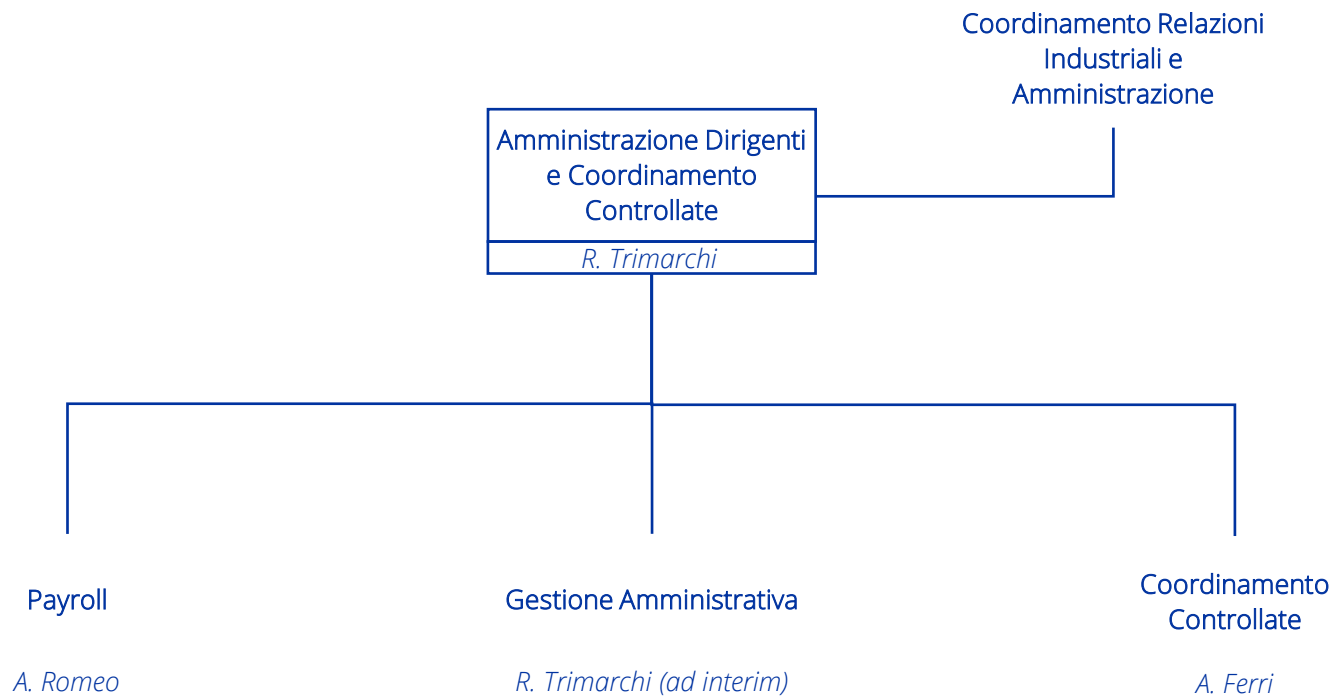 Coordinamento Relazioni
Industriali e
Amministrazione
Amministrazione Dirigenti
e Coordinamento
Controllate
R. Trimarchi
Payroll
A. Romeo
Gestione Amministrativa
R. Trimarchi (ad interim)
Coordinamento
Controllate
A. Ferri